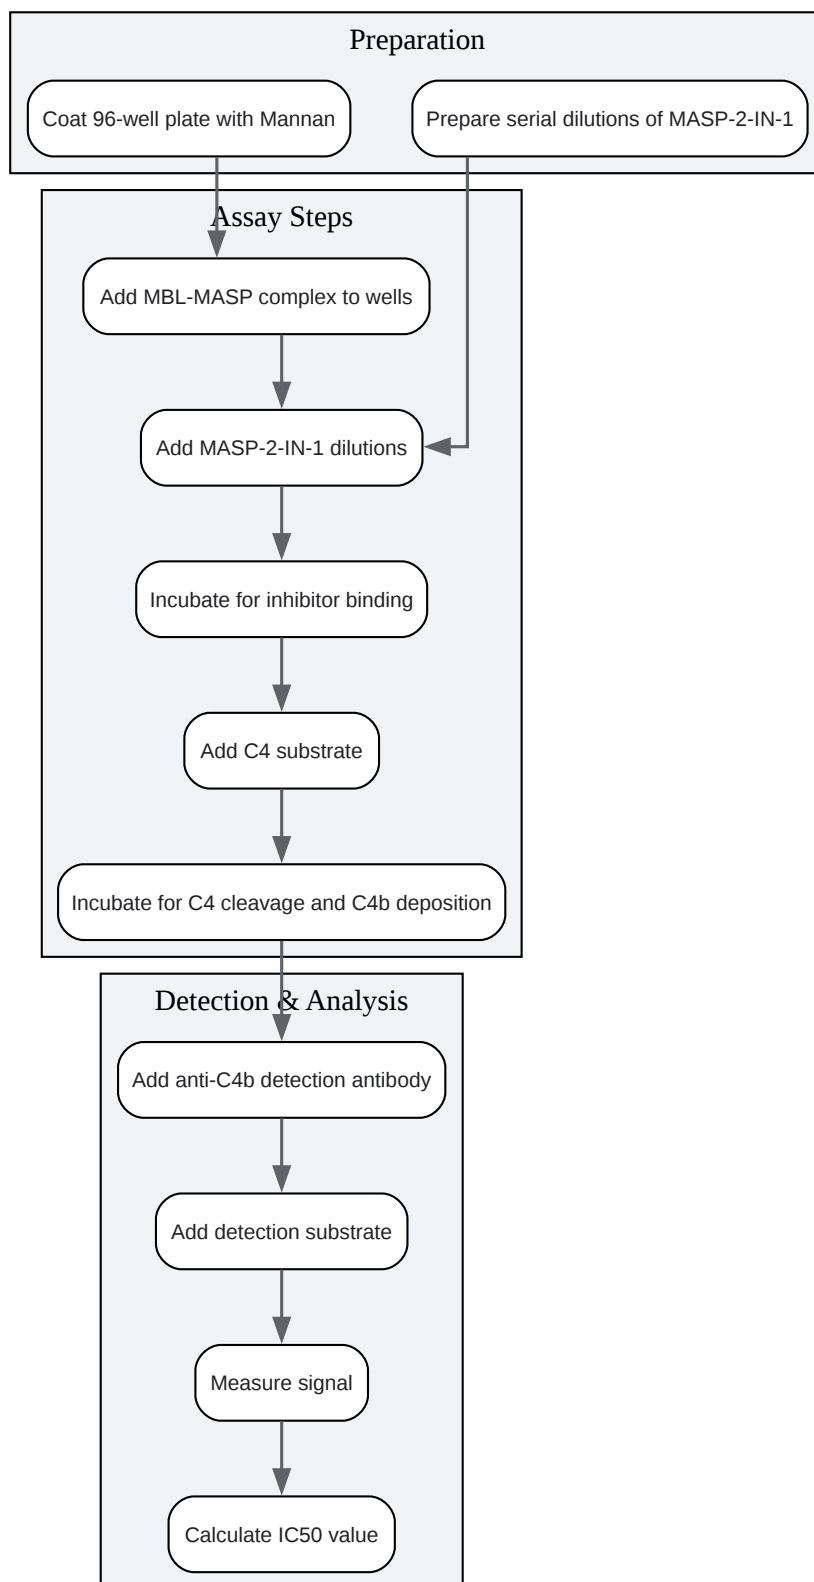 Preparation
Coat 96-well plate with Mannan
Prepare serial dilutions of MASP-2-IN-1
Assay Steps
Add MBL-MASP complex to wells
Add MASP-2-IN-1 dilutions
Incubate for inhibitor binding
Add C4 substrate
Incubate for C4 cleavage and C4b deposition
Detection & Analysis
Add anti-C4b detection antibody
Add detection substrate
Measure signal
Calculate IC50 value